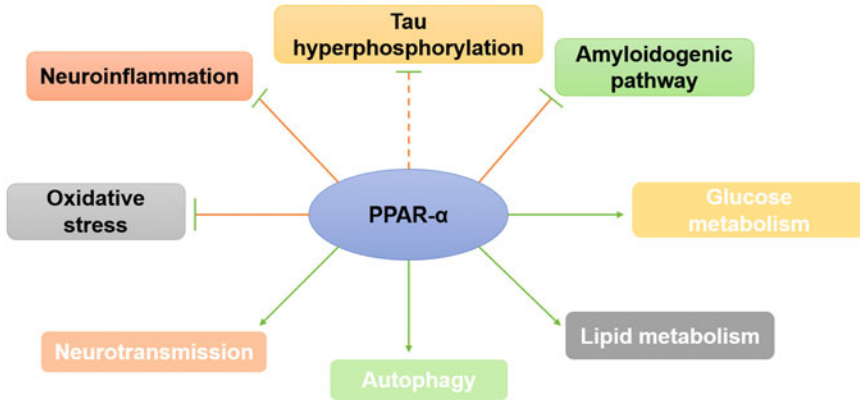 Tau
hyperphosphorylation
Neuroinflammation
Amyloidogenic
pathway
Oxidative
stress
PPAR-α
Glucose
metabolism
Neurotransmission
Autophagy
Lipid metabolism